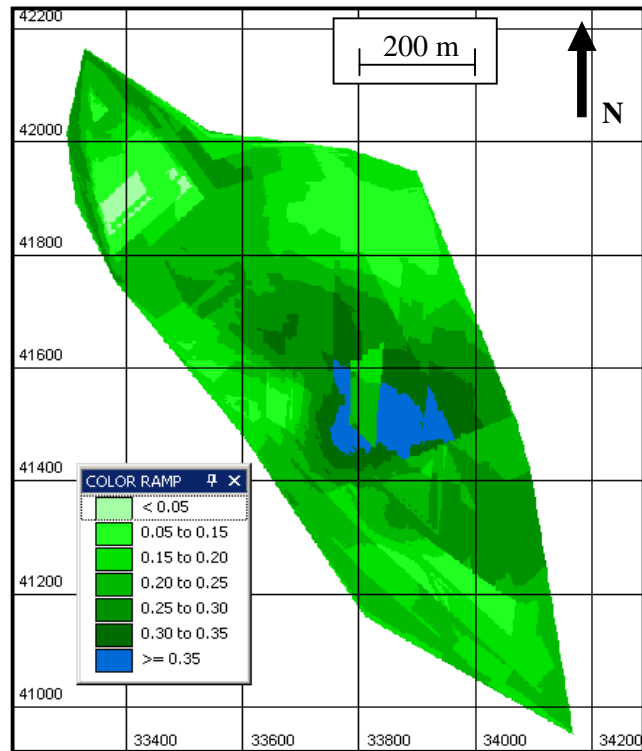 42200
200 m
N
42000
41800
41600
41400
COLOR RAMP
< 0.05
0.05 to 0.15
0.15 to 0.20
0.20 to 0.25
0.25 to 0.30
0.30 to 0.35
>= 0.35
41200
41000
33400
33600
33800
34000
34200